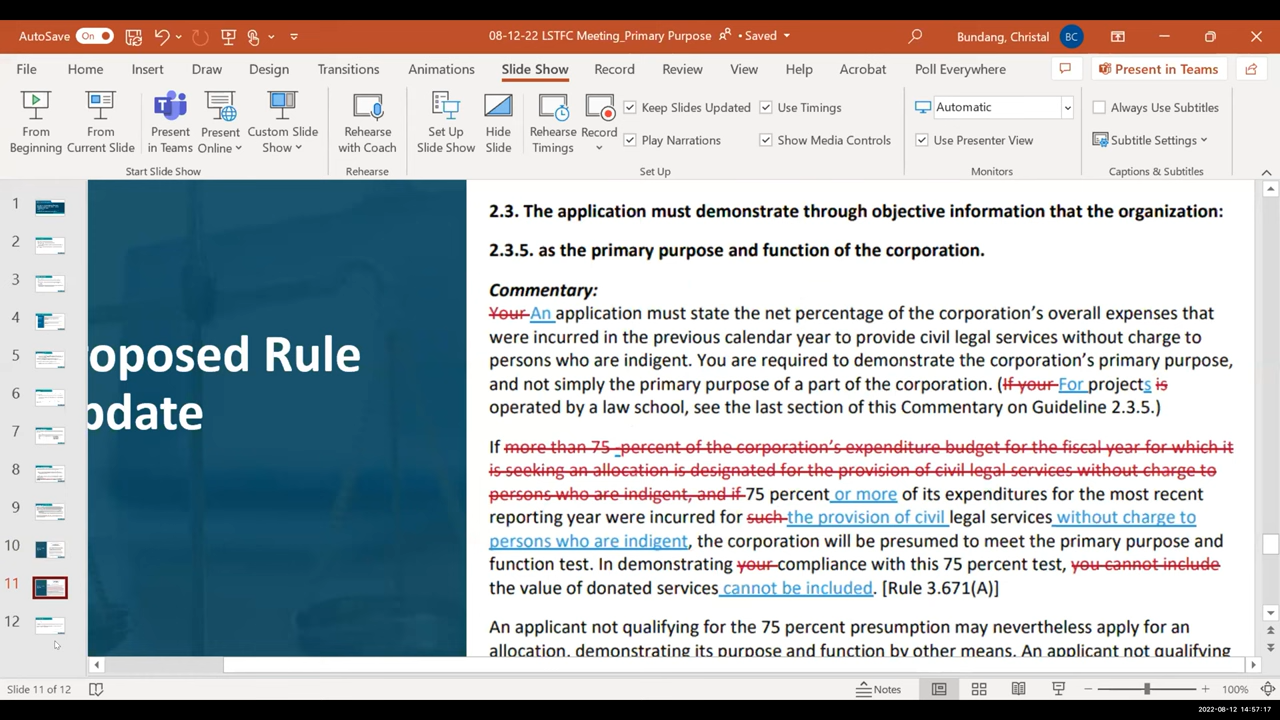 AutoSave On 08-12-22 LSTFC Meeting_Primary Purpose • Saved Bundang, Christal BC
File Home Insert Draw Design Transitions Animations Slide Show Record Review View Help Acrobat Poll Everywhere Present in Teams
From Beginning
From Current Slide
Present in Teams
Present Online
Custom Slide Show
Start Slide Show
Rehearse with Coach
Rehearse
Set Up Slide Show
Hide Slide
Rehearse Timings
Record
Keep Slides Updated
Use Timings
Play Narrations
Show Media Controls
Set Up
Automatic
Use Presenter View
Monitors
Always Use Subtitles
Subtitle Settings
Captions & Subtitles
1
2
3
4
5
6
7
8
9
10
11
12
oposed Rule
pdate
2.3. The application must demonstrate through objective information that the organization:
2.3.5. as the primary purpose and function of the corporation.
Commentary:
Your An application must state the net percentage of the corporation's overall expenses that
were incurred in the previous calendar year to provide civil legal services without charge to
persons who are indigent. You are required to demonstrate the corporation's primary purpose,
and not simply the primary purpose of a part of the corporation. (If your For projects is
operated by a law school, see the last section of this Commentary on Guideline 2.3.5.)
If more than 75 percent of the corporation's expenditure budget for the fiscal year for which it
is seeking an allocation is designated for the provision of civil legal services without charge to
persons who are indigent, and if 75 percent or more of its expenditures for the most recent
reporting year were incurred for such the provision of civil legal services without charge to
persons who are indigent, the corporation will be presumed to meet the primary purpose and
function test. In demonstrating your compliance with this 75 percent test, you cannot include
the value of donated services cannot be included. [Rule 3.671(A)]
An applicant not qualifying for the 75 percent presumption may nevertheless apply for an
allocation, demonstrating its purpose and function by other means. An applicant not qualifying
Slide 11 of 12 Notes 100%
2022-08-12 14:57:17